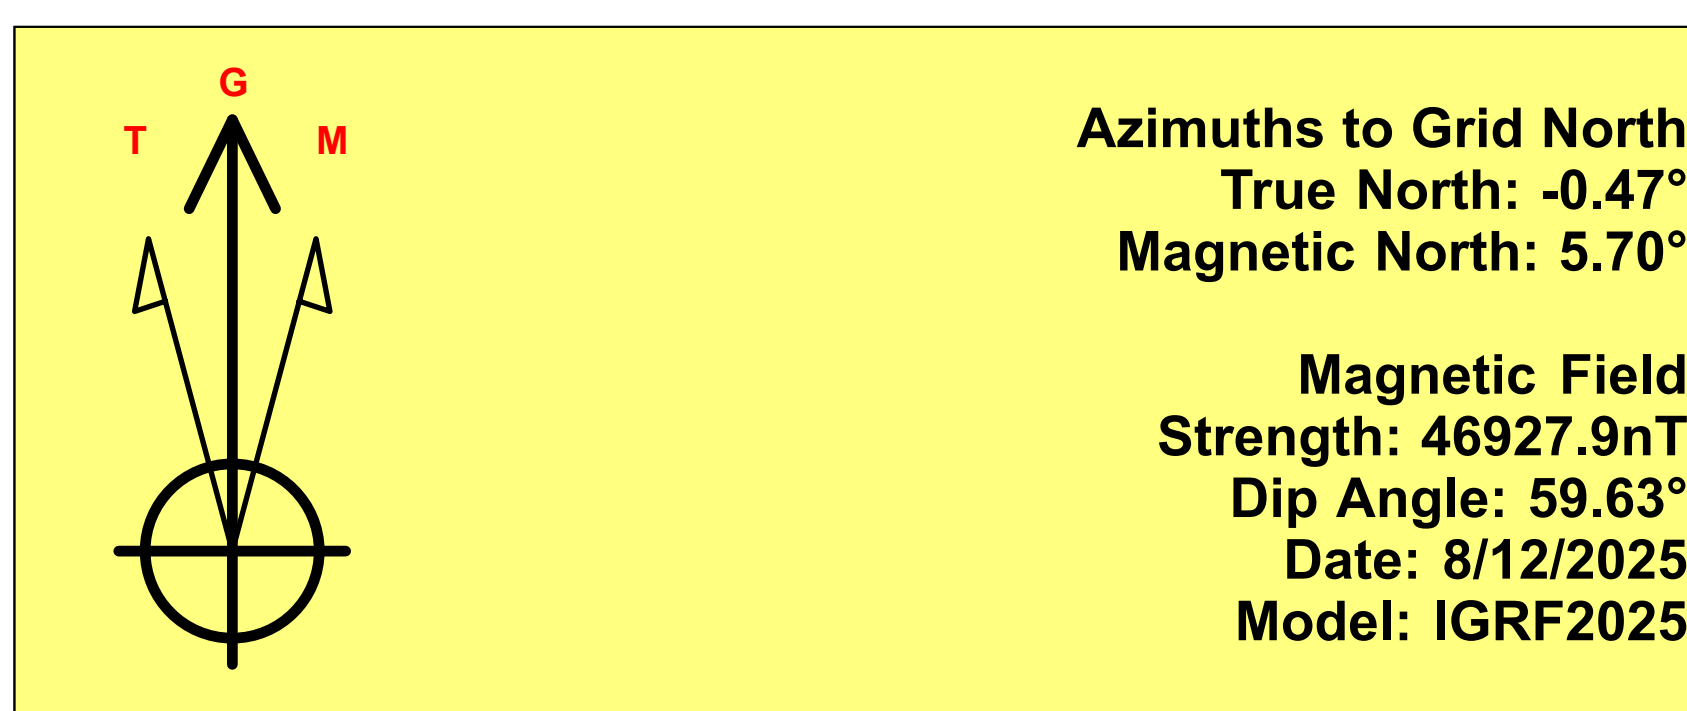 G
T M
Azimuths to Grid North
True North: -0.47°
Magnetic North: 5.70°
Magnetic Field
Strength: 46927.9nT
Dip Angle: 59.63°
Date: 8/12/2025
Model: IGRF2025